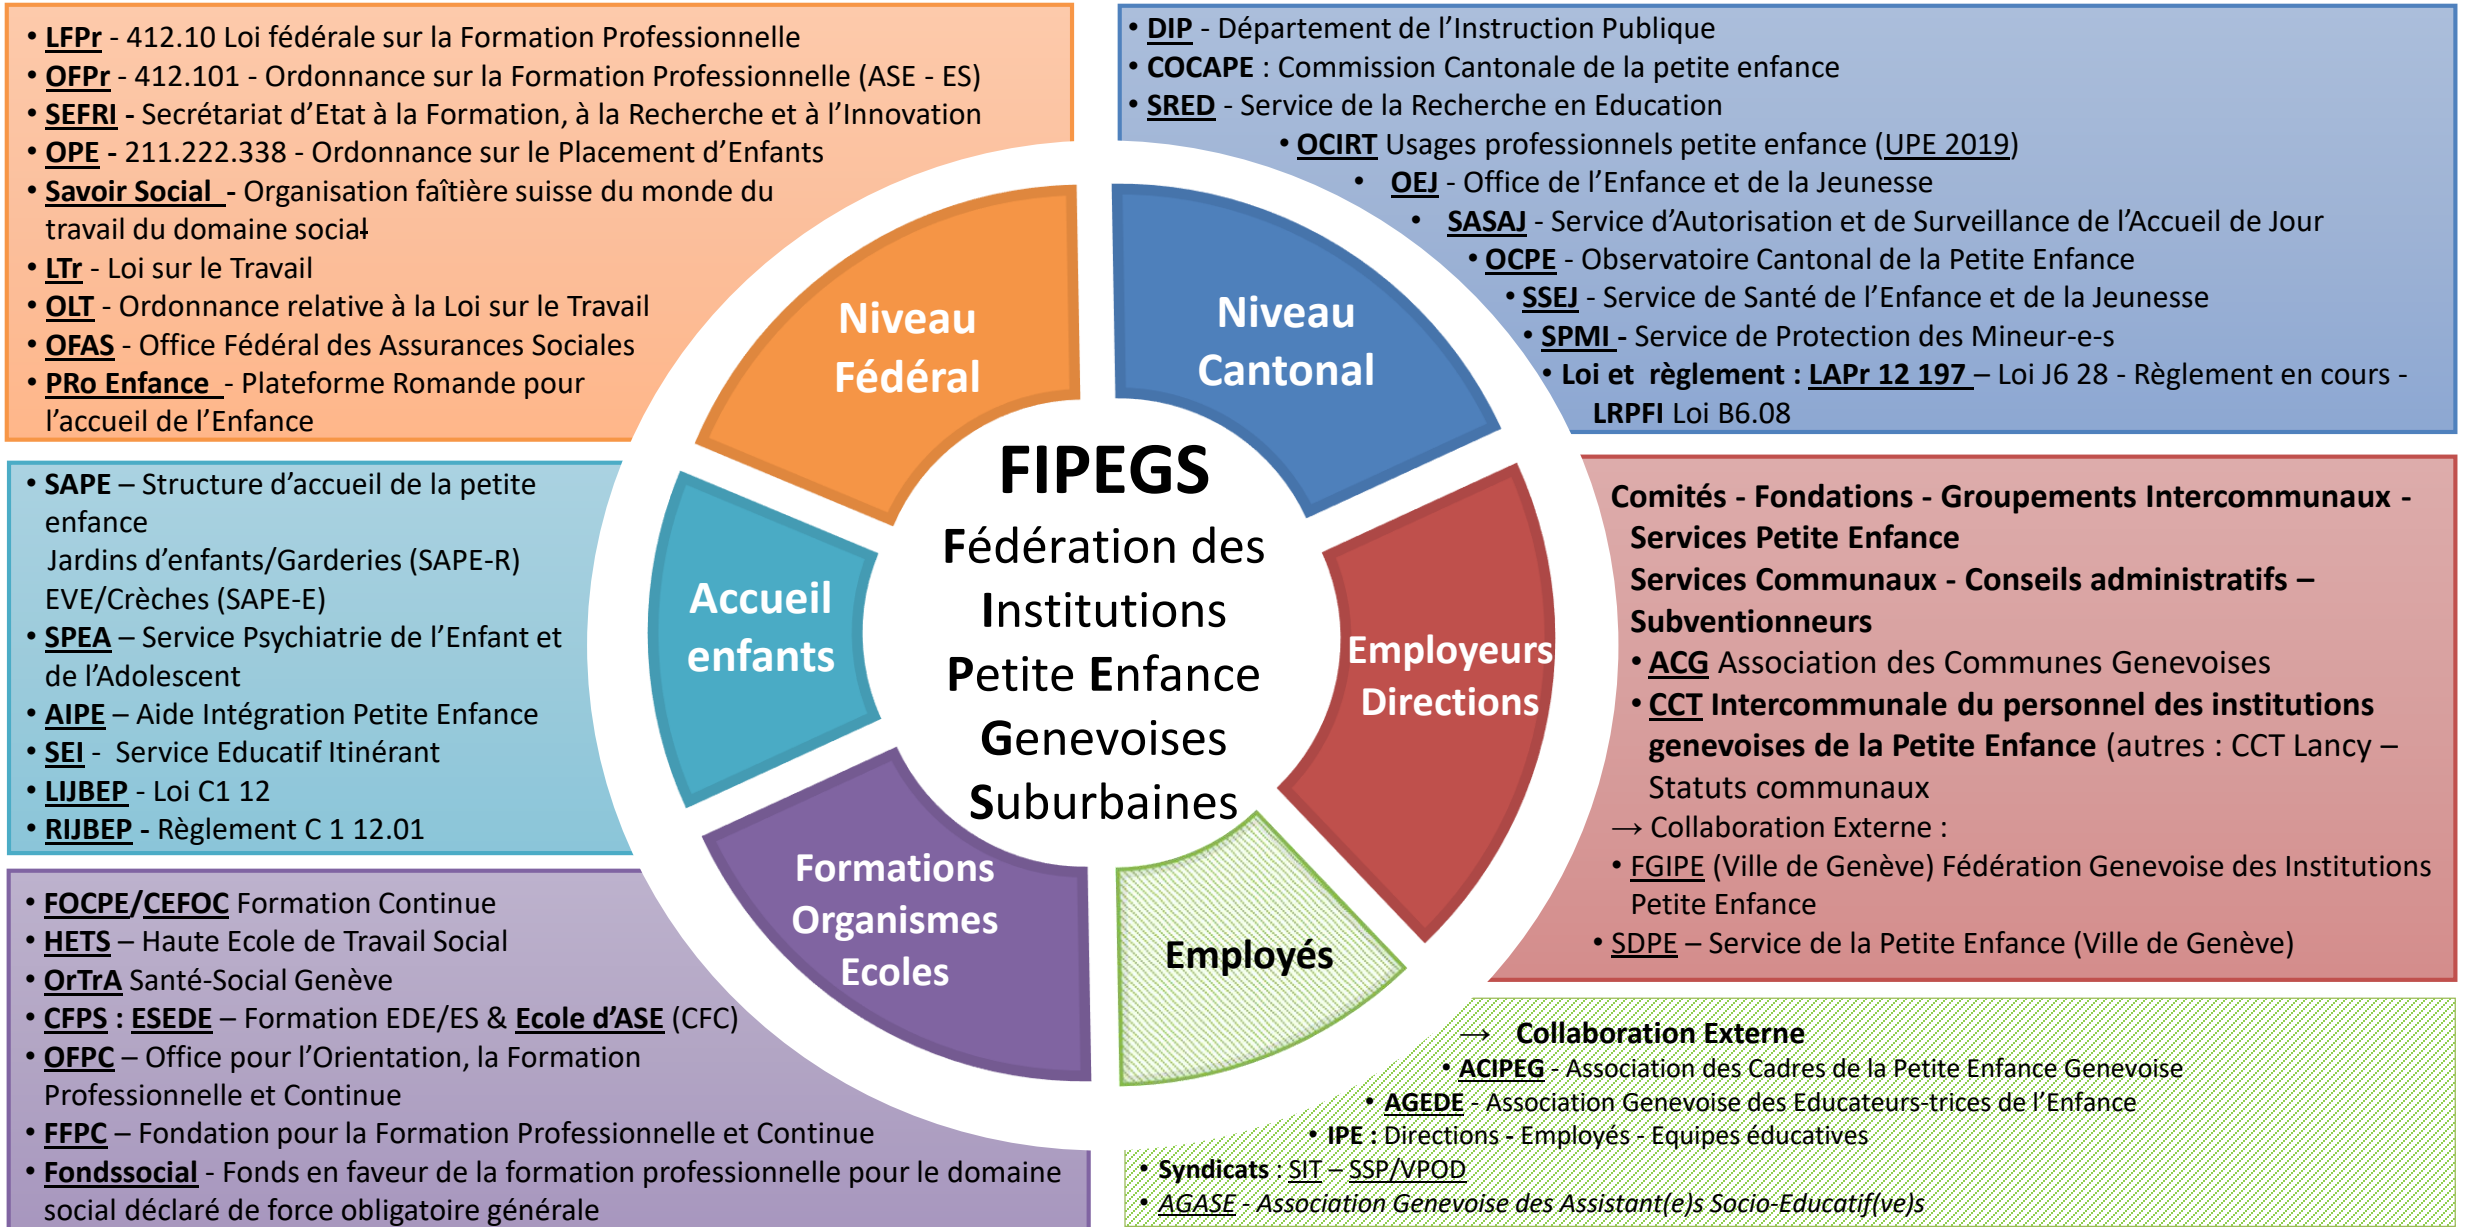 • LFPr - 412.10 Loi fédérale sur la Formation Professionnelle
• OFPr - 412.101 - Ordonnance sur la Formation Professionnelle (ASE - ES)
• SEFRI - Secrétariat d'Etat à la Formation, à la Recherche et à l'Innovation
• OPE - 211.222.338 - Ordonnance sur le Placement d'Enfants
• Savoir Social - Organisation faîtière suisse du monde du
travail du domaine social
• LTr - Loi sur le Travail
• OLT - Ordonnance relative à la Loi sur le Travail
• OFAS - Office Fédéral des Assurances Sociales
• PRo Enfance - Plateforme Romande pour
l'accueil de l'Enfance
• DIP - Département de l'Instruction Publique
• COCAPE : Commission Cantonale de la petite enfance
• SRED - Service de la Recherche en Education
• OCIRT Usages professionnels petite enfance (UPE 2019)
• OEJ - Office de l'Enfance et de la Jeunesse
• SASAJ - Service d'Autorisation et de Surveillance de l'Accueil de Jour
• OCPE - Observatoire Cantonal de la Petite Enfance
• SSEJ - Service de Santé de l'Enfance et de la Jeunesse
• SPMI - Service de Protection des Mineur-e-s
• Loi et règlement : LAPr 12 197 – Loi J6 28 - Règlement en cours -
LRPFI Loi B6.08
Niveau
Fédéral
Niveau
Cantonal
• SAPE – Structure d'accueil de la petite
enfance
Jardins d'enfants/Garderies (SAPE-R)
EVE/Crèches (SAPE-E)
• SPEA – Service Psychiatrie de l'Enfant et
de l'Adolescent
• AIPE – Aide Intégration Petite Enfance
• SEI - Service Educatif Itinérant
• LIJBEP - Loi C1 12
• RIJBEP - Règlement C 1 12.01
Accueil
enfants
FIPEGS
Fédération des
Institutions
Petite Enfance
Genevoises
Suburbaines
Employeurs
Directions
Comités - Fondations - Groupements Intercommunaux -
Services Petite Enfance
Services Communaux - Conseils administratifs –
Subventionneurs
• ACG Association des Communes Genevoises
• CCT Intercommunale du personnel des institutions
genevoises de la Petite Enfance (autres : CCT Lancy –
Statuts communaux
→ Collaboration Externe :
• FGIPE (Ville de Genève) Fédération Genevoise des Institutions
Petite Enfance
• SDPE – Service de la Petite Enfance (Ville de Genève)
Formations
Organismes
Ecoles
Employés
• FOCPE/CEFOC Formation Continue
• HETS – Haute Ecole de Travail Social
• OrTrA Santé-Social Genève
• CFPS : ESEDE – Formation EDE/ES & Ecole d'ASE (CFC)
• OFPC – Office pour l'Orientation, la Formation
Professionnelle et Continue
• FFPC – Fondation pour la Formation Professionnelle et Continue
• Fondssocial - Fonds en faveur de la formation professionnelle pour le domaine
social déclaré de force obligatoire générale
→ Collaboration Externe
• ACIPEG - Association des Cadres de la Petite Enfance Genevoise
• AGEDE - Association Genevoise des Educateurs-trices de l'Enfance
• IPE : Directions - Employés - Equipes éducatives
• Syndicats : SIT – SSP/VPOD
• AGASE - Association Genevoise des Assistant(e)s Socio-Educatif(ve)s